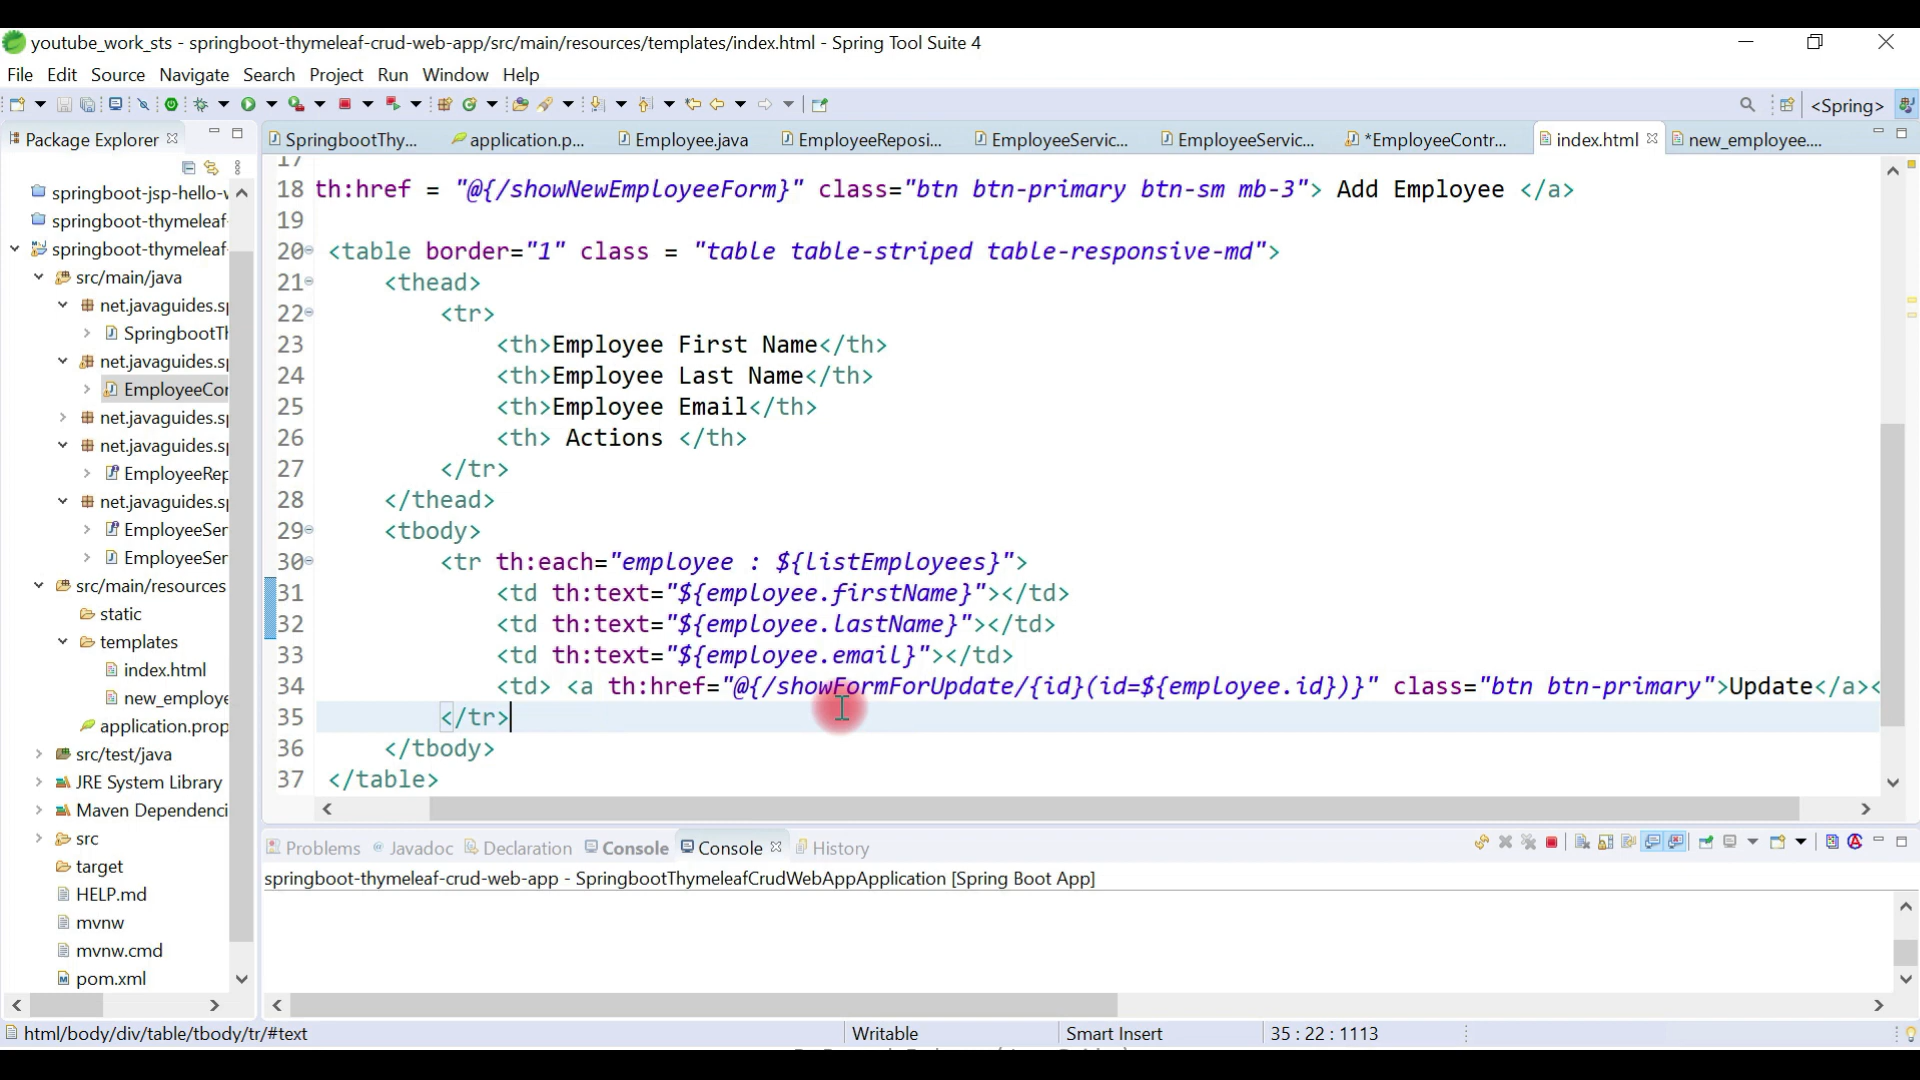 youtube_work_sts - springboot-thymeleaf-crud-web-app/src/main/resources/templates/index.html - Spring Tool Suite 4
File Edit Source Navigate Search Project Run Window Help
<Spring>
Package Explorer
SpringbootThy...
application.p...
Employee.java
EmployeeReposi...
EmployeeServic...
EmployeeServic...
*EmployeeContr...
index.html
new_employee....
springboot-jsp-hello-
springboot-thymeleaf
springboot-thymeleaf
src/main/java
net.javaguides.s
SpringbootT
net.javaguides.s
EmployeeCo
net.javaguides.s
net.javaguides.s
EmployeeRe
net.javaguides.s
EmployeeSe
EmployeeSe
src/main/resources
static
templates
index.html
new_employe
application.prop
src/test/java
JRE System Library
Maven Dependenci
src
target
HELP.md
mvnw
mvnw.cmd
pom.xml
17
18 th:href = "@{/showNewEmployeeForm}" class="btn btn-primary btn-sm mb-3"> Add Employee </a>
19
20 <table border="1" class = "table table-striped table-responsive-md">
21 <thead>
22 <tr>
23 <th>Employee First Name</th>
24 <th>Employee Last Name</th>
25 <th>Employee Email</th>
26 <th> Actions </th>
27 </tr>
28 </thead>
29 <tbody>
30 <tr th:each="employee : ${listEmployees}">
31 <td th:text="${employee.firstName}"></td>
32 <td th:text="${employee.lastName}"></td>
33 <td th:text="${employee.email}"></td>
34 <td> <a th:href="@{/showFormForUpdate/{id}(id=${employee.id})}" class="btn btn-primary">Update</a><
35 </tr>
36 </tbody>
37 </table>
Problems Javadoc Declaration Console Console History
springboot-thymeleaf-crud-web-app - SpringbootThymeleafCrudWebAppApplication [Spring Boot App]
html/body/div/table/tbody/tr/#text
Writable
Smart Insert
35 : 22 : 1113